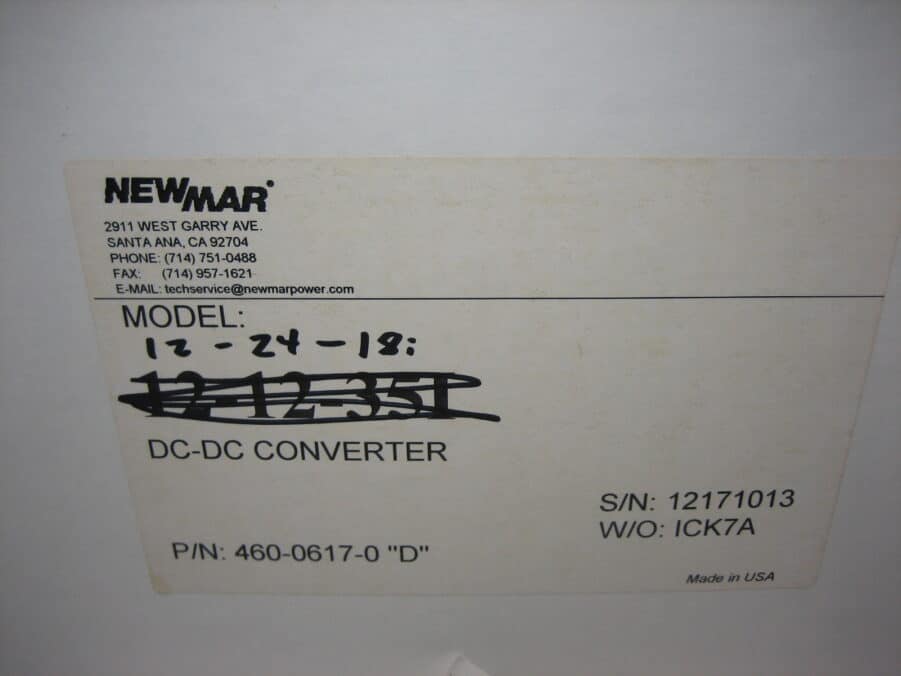 NEWMAR
2911 WEST GARRY AVE.
SANTA ANA, CA 92704
PHONE: (714) 751-0488
FAX: (714) 957-1621
E-MAIL: techservice@newmarpower.com
MODEL:
12-24-18i
12-12-35I
DC-DC CONVERTER
S/N: 12171013
W/O: ICK7A
P/N: 460-0617-0 "D"
Made in USA